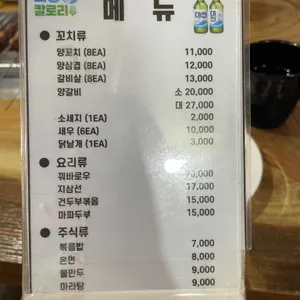 칼로리
메 뉴
● 꼬치류
양꼬치 (8EA) 11,000
양삼겹 (8EA) 12,000
갈비살 (8EA) 13,000
양갈비 소 20,000
대 27,000
소세지 (1EA) 2,000
새우 (6EA) 10,000
닭날개 (1EA) 3,000
● 요리류
꿔바로우
지삼선 17,000
건두부볶음 15,000
마파두부 15,000
● 주식류
볶음밥 7,000
온면 8,000
물만두 9,000
마라탕 9,000